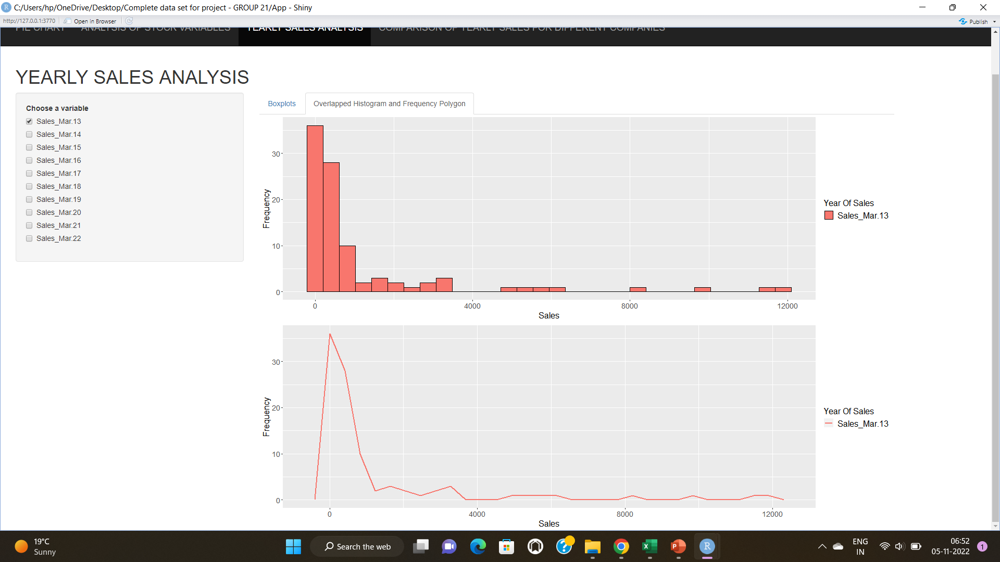 C:/Users/hp/OneDrive/Desktop/Complete data set for project - GROUP 21/App - Shiny
http://127.0.0.1:3770 Open in Browser Publish
PIE CHART ANALYSIS OF STOCK VARIABLES YEARLY SALES ANALYSIS COMPARISON OF YEARLY SALES FOR DIFFERENT COMPANIES
YEARLY SALES ANALYSIS
Choose a variable
Sales_Mar.13
Sales_Mar.14
Sales_Mar.15
Sales_Mar.16
Sales_Mar.17
Sales_Mar.18
Sales_Mar.19
Sales_Mar.20
Sales_Mar.21
Sales_Mar.22
Boxplots Overlapped Histogram and Frequency Polygon
30
20
10
0
Frequency
0 4000 8000 12000
Sales
Year Of Sales
Sales_Mar.13
30
20
10
0
Frequency
0 4000 8000 12000
Sales
Year Of Sales
Sales_Mar.13
19°C
Sunny
Search the web
ENG
IN
06:52
05-11-2022
1